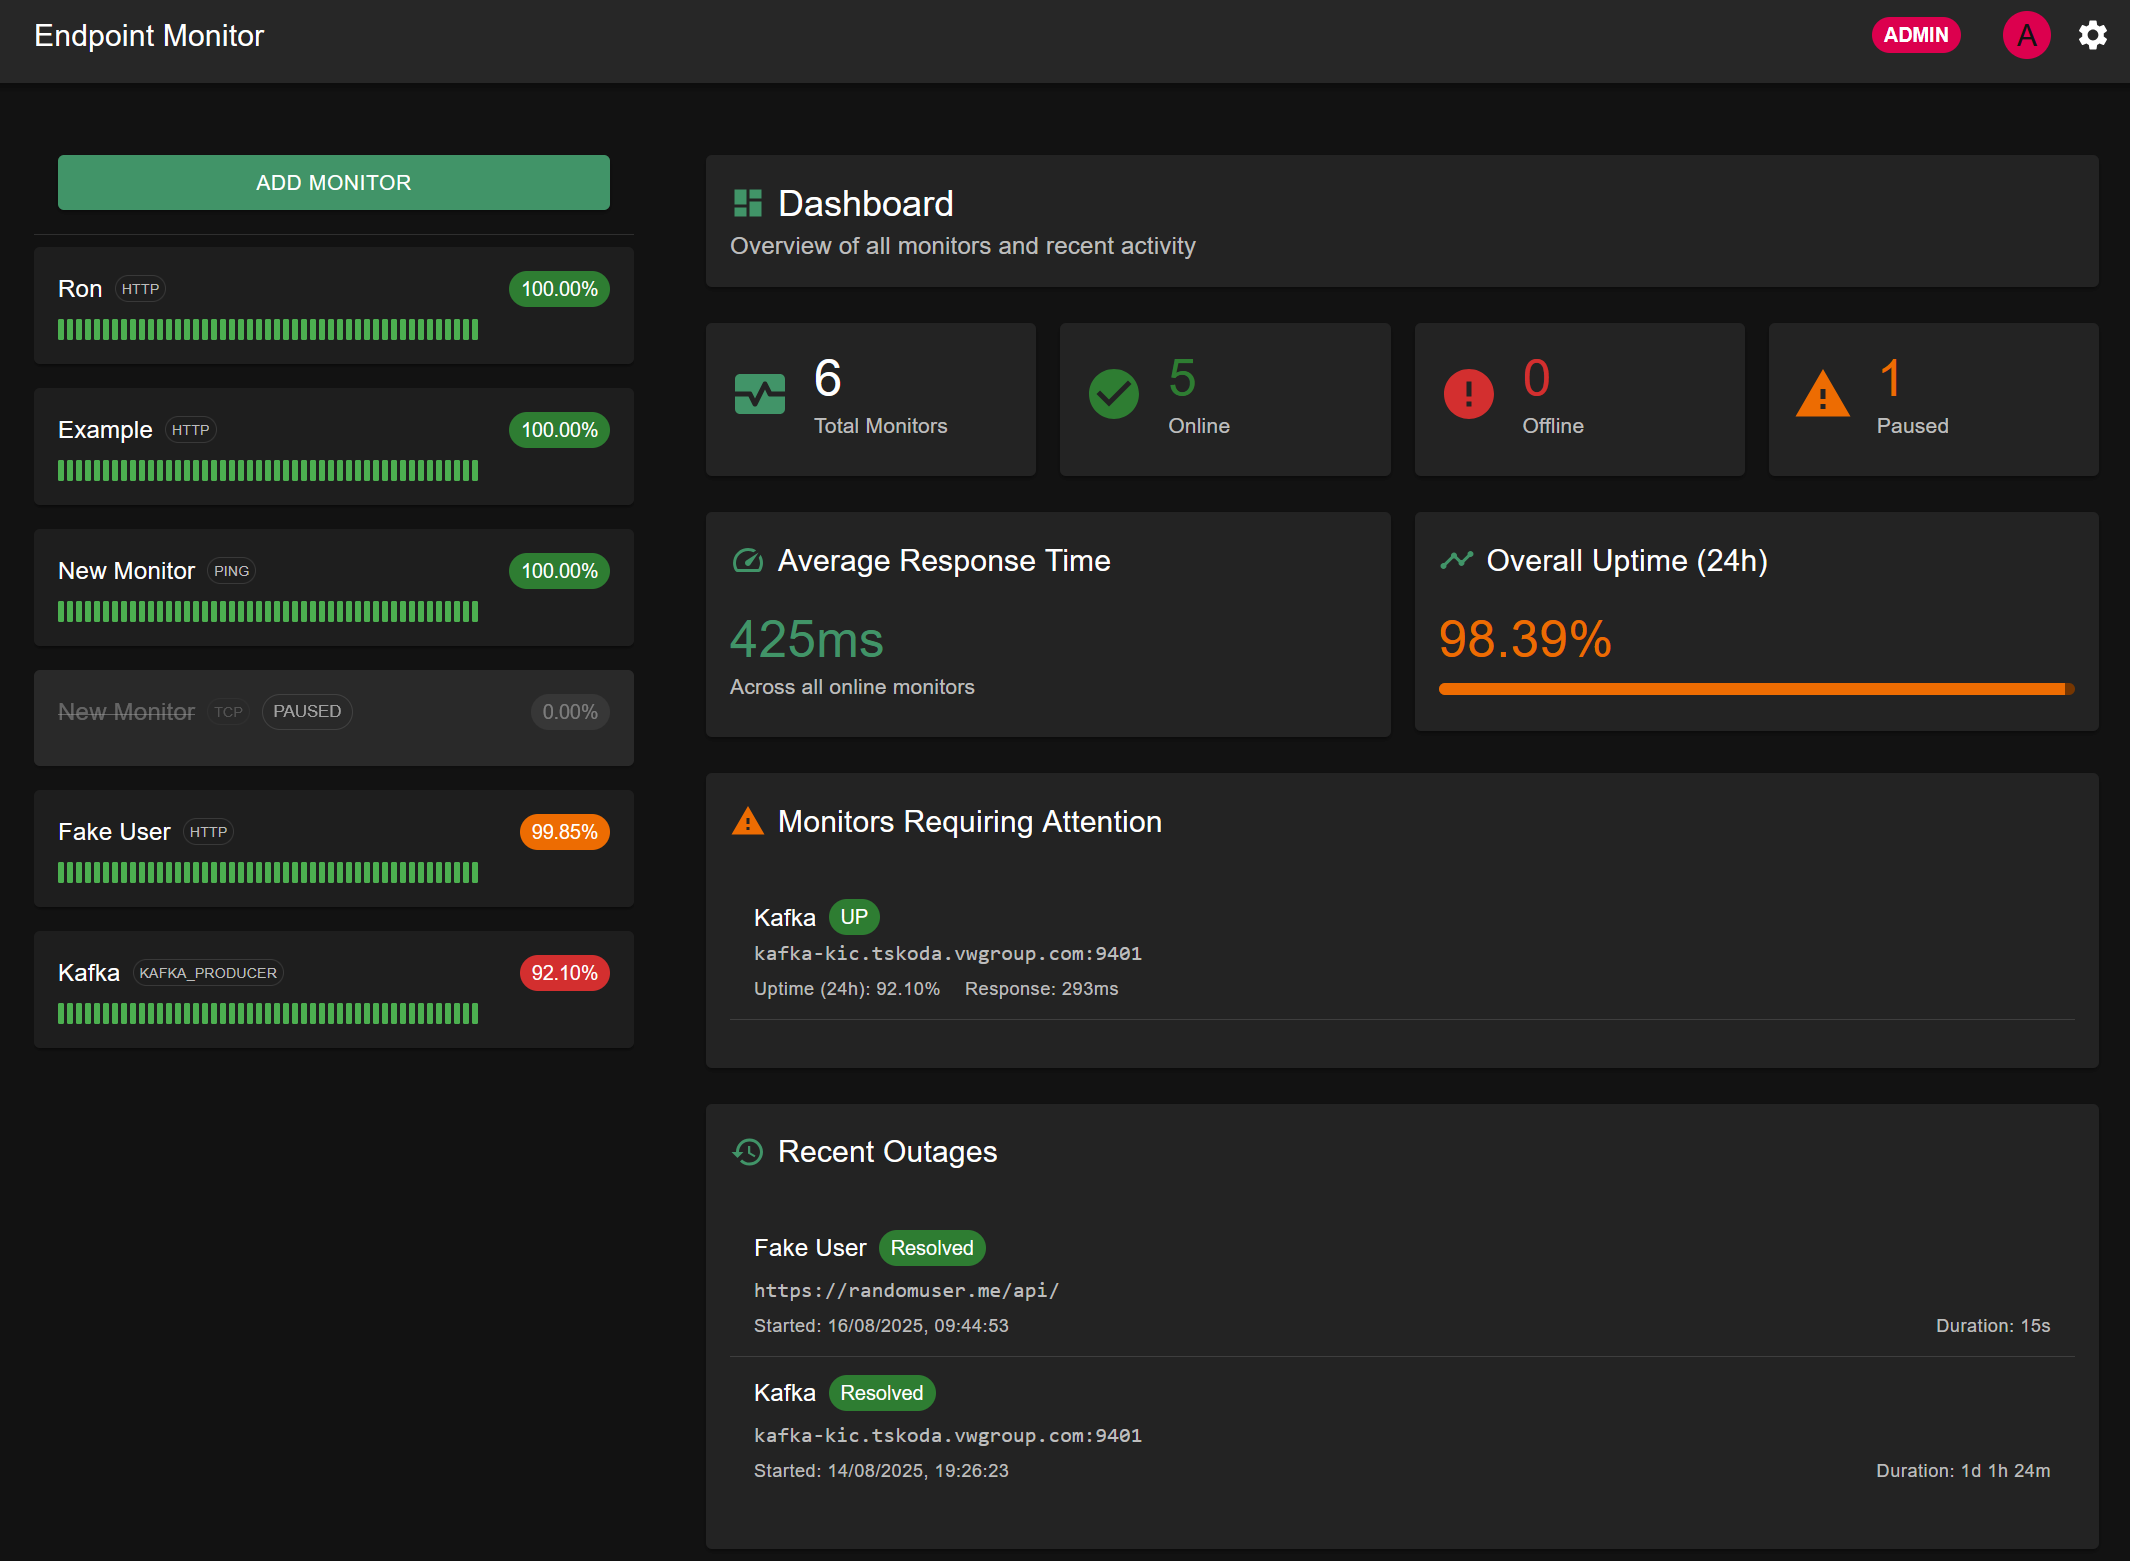 Endpoint Monitor
ADMIN
A
ADD MONITOR
Ron HTTP 100.00%
Example HTTP 100.00%
New Monitor PING 100.00%
New Monitor TCP PAUSED 0.00%
Fake User HTTP 99.85%
Kafka KAFKA_PRODUCER 92.10%
Dashboard
Overview of all monitors and recent activity
6
Total Monitors
5
Online
0
Offline
1
Paused
Average Response Time
425ms
Across all online monitors
Overall Uptime (24h)
98.39%
Monitors Requiring Attention
Kafka UP
kafka-kic.tskoda.vwgroup.com:9401
Uptime (24h): 92.10% Response: 293ms
Recent Outages
Fake User Resolved
https://randomuser.me/api/
Started: 16/08/2025, 09:44:53 Duration: 15s
Kafka Resolved
kafka-kic.tskoda.vwgroup.com:9401
Started: 14/08/2025, 19:26:23 Duration: 1d 1h 24m